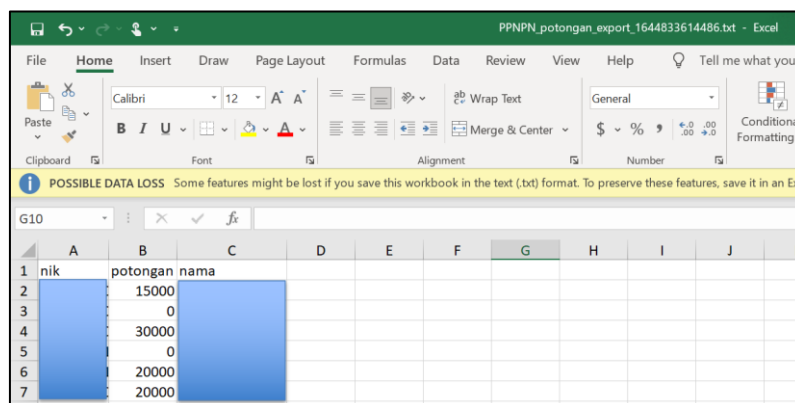 PPNPN_potongan_export_1644833614486.txt - Excel
File Home Insert Draw Page Layout Formulas Data Review View Help Tell me what you
Paste
Calibri 12 A A
ab Wrap Text
General
B I U A
Merge & Center
$ % 9
Conditiona
Formatting
Clipboard Font Alignment Number
POSSIBLE DATA LOSS Some features might be lost if you save this workbook in the text (.txt) format. To preserve these features, save it in an E
G10 fx
A B C D E F G H I J
1 nik potongan nama
2 15000
3 0
4 30000
5 0
6 20000
7 20000